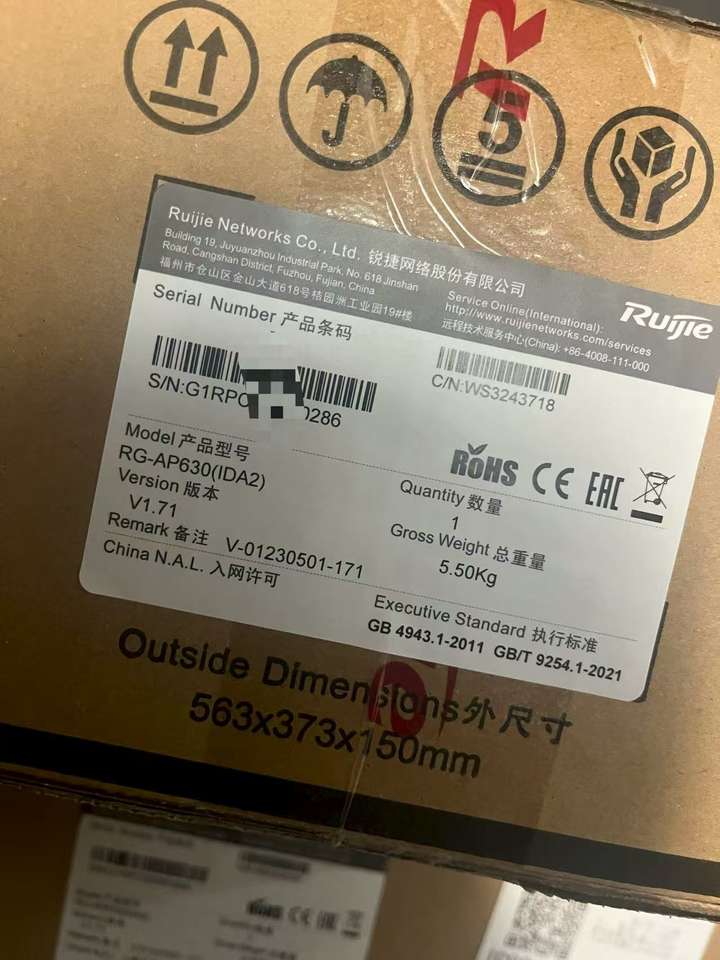 5
Ruijie Networks Co., Ltd. 锐捷网络股份有限公司
Building 19, Juyuanzhou Industrial Park, No. 618 Jinshan
Road, Cangshan District, Fuzhou, Fujian, China
福州市仓山区金山大道618号桔园洲工业园19#楼
Service Online(International):
http://www.ruijienetworks.com/services
远程技术服务中心(China): +86-4008-111-000
Ruijie
Serial Number 产品条码
S/N:G1RP 0286
C/N:WS3243718
Model 产品型号
RG-AP630(IDA2)
Version 版本
V1.71
Remark 备注 V-01230501-171
China N.A.L. 入网许可
RoHS CE EAC
Quantity 数量
1
Gross Weight 总重量
5.50Kg
Executive Standard 执行标准
GB 4943.1-2011 GB/T 9254.1-2021
Outside Dimensions外尺寸
563x373x150mm